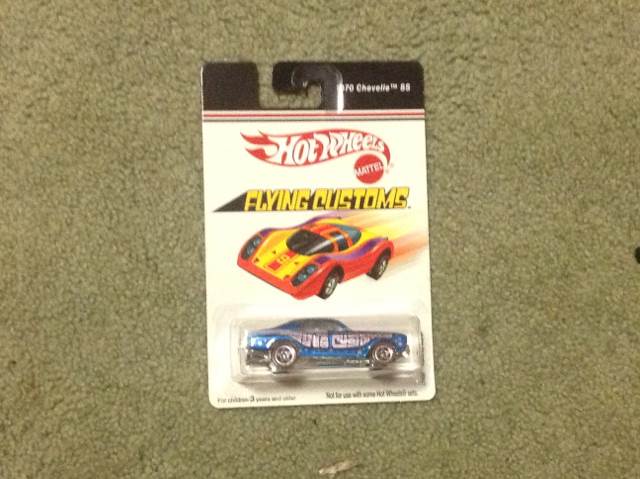 70 Chevelle™ SS
Hot Wheels
MATTEL
FLYING CUSTOMS
For children 3 years and older
Not for use with some Hot Wheels® sets.